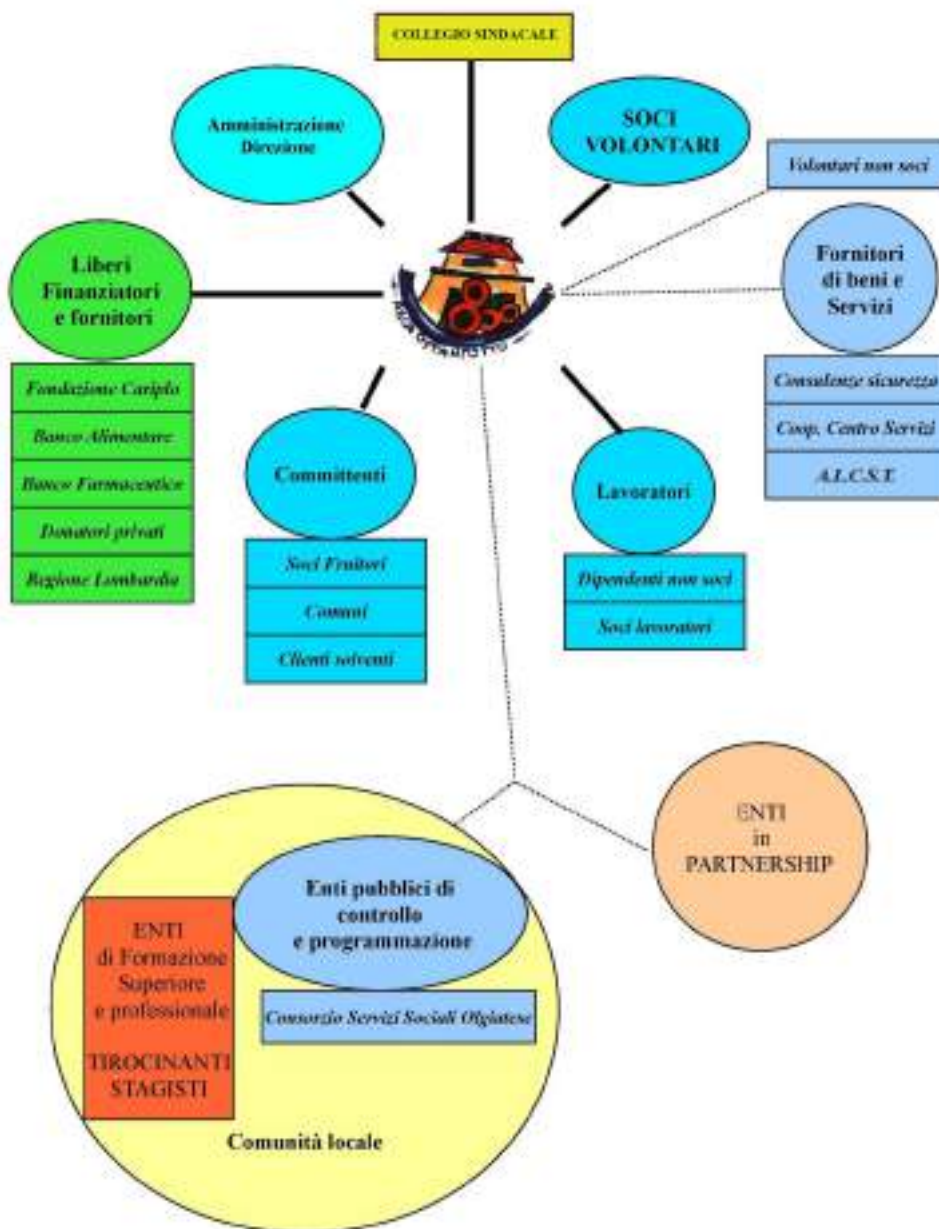 COLLEGIO SINDACALE
Amministrazione
Direzione
SOCI
VOLONTARI
Volontari non soci
Liberi
Finanziatori
e fornitori
Fornitori
di beni e
Servizi
Fondazione Cariplo
Banco Alimentare
Banco Farmaceutico
Donatori privati
Regione Lombardia
Committenti
Soci Fruitori
Comuni
Clienti solventi
Lavoratori
Dipendenti non soci
Soci lavoratori
Consulenze sicurezza
Coop. Centro Servizi
A.L.C.S.T.
ENTI
in
PARTNERSHIP
Enti pubblici di
controllo
e programmazione
Consorzio Servizi Sociali Olgiatese
ENTI
di Formazione
Superiore
e professionale
TIROCINANTI
STAGISTI
Comunità locale